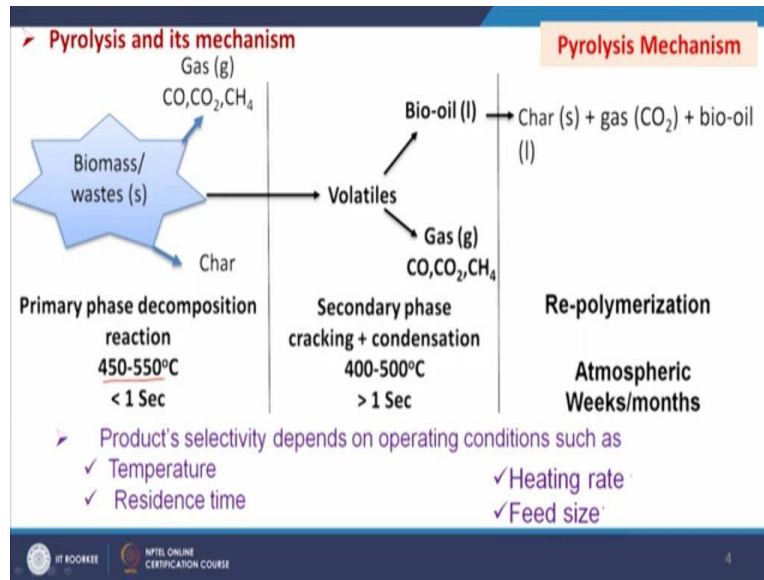 Pyrolysis and its mechanism
Pyrolysis Mechanism
Gas (g)
CO,CO₂,CH₄
Biomass/
wastes (s)
Char
Primary phase decomposition
reaction
450-550⁰C
< 1 Sec
Volatiles
Bio-oil (l)
Gas (g)
CO,CO₂,CH₄
Secondary phase
cracking + condensation
400-500⁰C
> 1 Sec
Char (s) + gas (CO₂) + bio-oil
(l)
Re-polymerization
Atmospheric
Weeks/months
Product's selectivity depends on operating conditions such as
✓ Temperature
✓ Residence time
✓Heating rate
✓Feed size
IIT ROORKEE
NPTEL ONLINE
CERTIFICATION COURSE
4